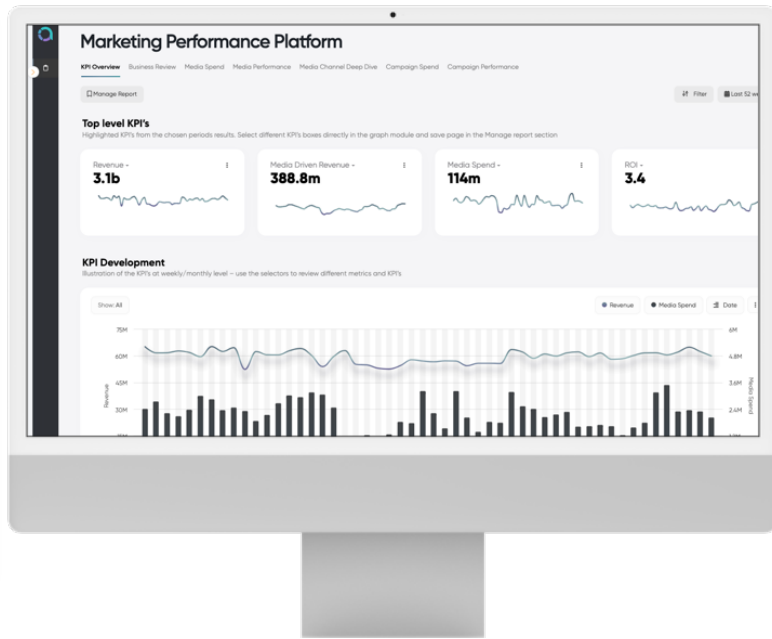 Marketing Performance Platform
KPI Overview Business Review Media Spend Media Performance Media Channel Deep Dive Campaign Spend Campaign Performance
Manage Report Filter Last 52 we
Top level KPI's
Highlighted KPI's from the chosen periods results. Select different KPI's boxes directly in the graph module and save page in the Manage report section
Revenue - Media Driven Revenue - Media Spend - ROI -
3.1b 388.8m 114m 3.4
KPI Development
Illustration of the KPI's at weekly/monthly level – use the selectors to review different metrics and KPI's
Show: All Revenue Media Spend Date
75M 6M
60M 4.8M
45M 3.6M
30M 2.4M
Revenue
Media Spend